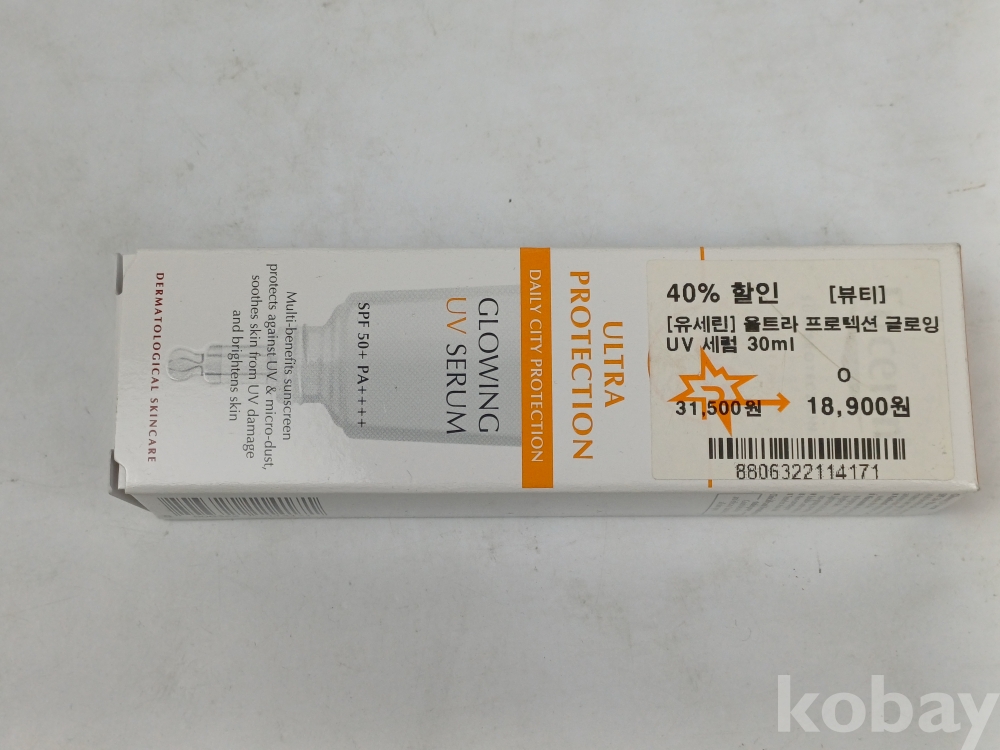 40% 할인 [뷰티]
[유세린] 울트라 프로텍션 글로잉
UV 세럼 30ml
O
31,500원 18,900원
8806322114171
ULTRA
PROTECTION
DAILY CITY PROTECTION
GLOWING
UV SERUM
SPF 50+ PA++++
Multi-benefits sunscreen
protects against UV & micro-dust,
soothes skin from UV damage
and brightens skin
DERMATOLOGICAL SKINCARE
kobay